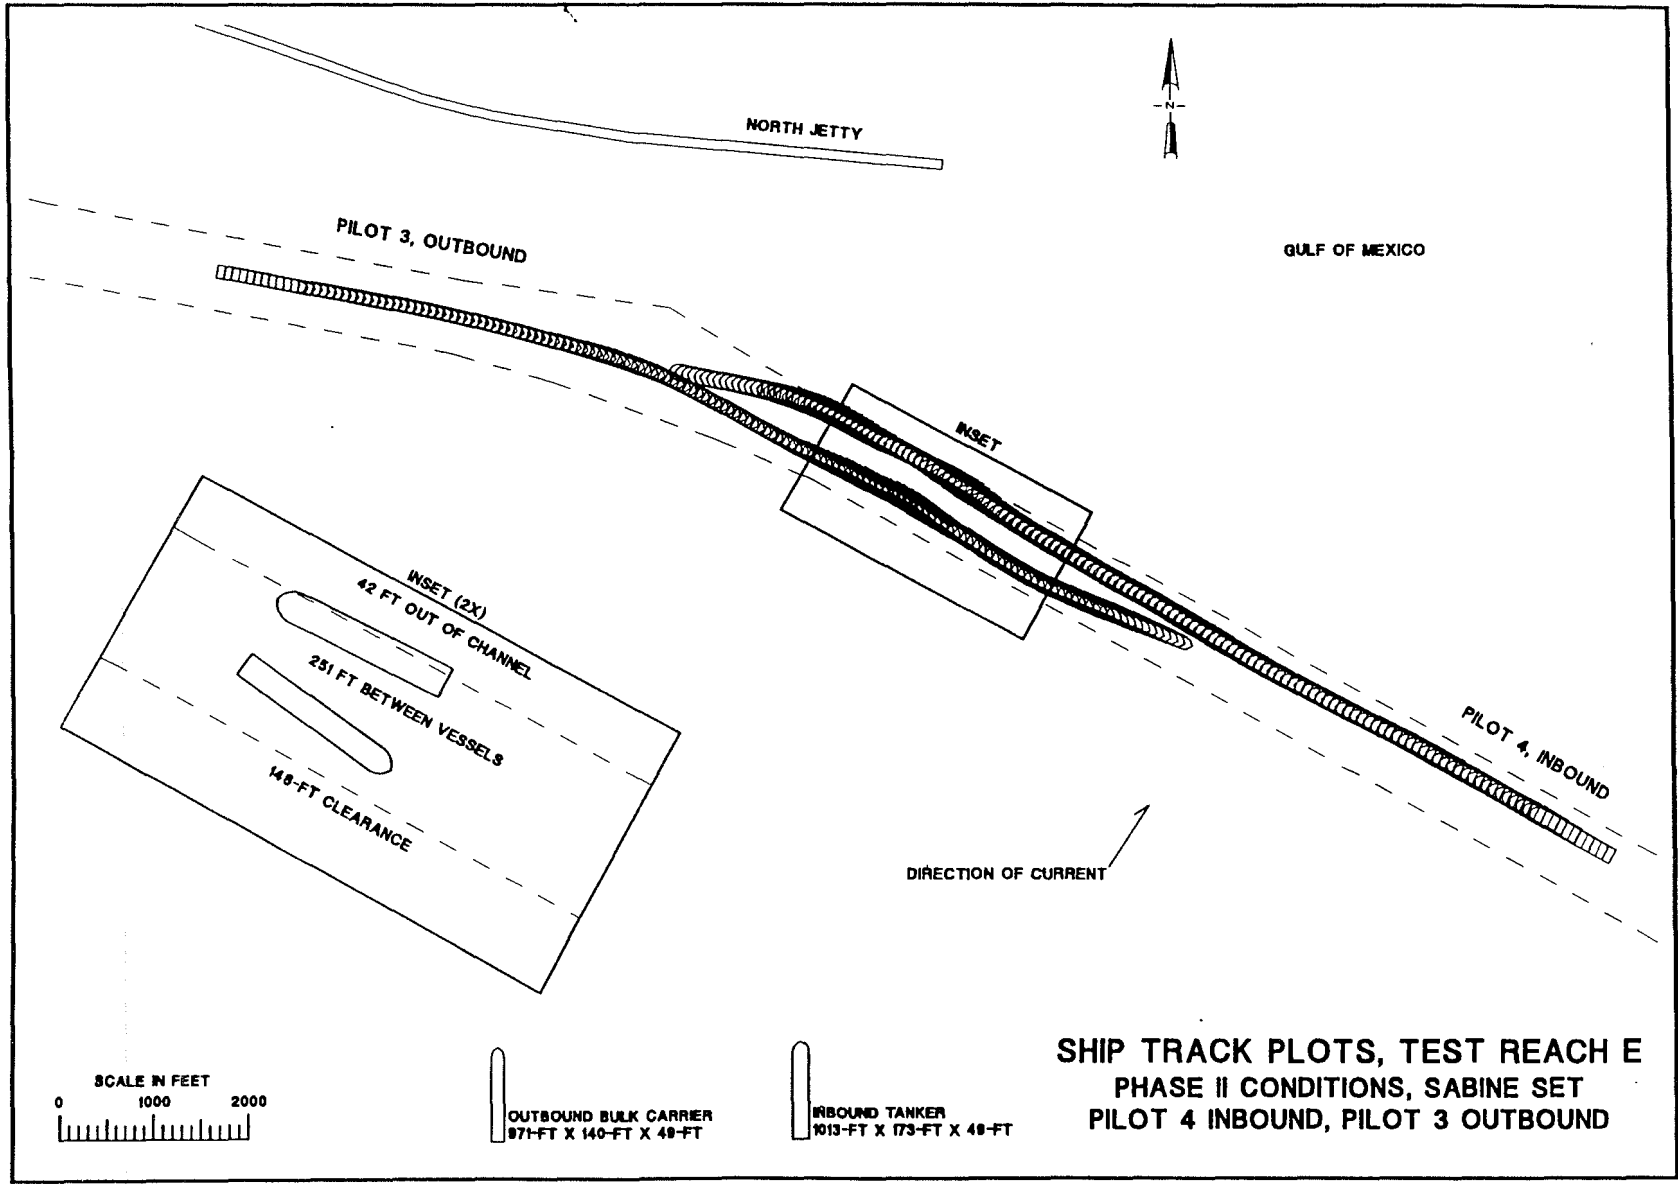 NORTH JETTY
N
PILOT 3, OUTBOUND
GULF OF MEXICO
INSET
INSET (2X)
42 FT OUT OF CHANNEL
251 FT BETWEEN VESSELS
148-FT CLEARANCE
PILOT 4, INBOUND
DIRECTION OF CURRENT
SCALE IN FEET
0 1000 2000
OUTBOUND BULK CARRIER
971-FT X 140-FT X 49-FT
INBOUND TANKER
1013-FT X 173-FT X 49-FT
SHIP TRACK PLOTS, TEST REACH E
PHASE II CONDITIONS, SABINE SET
PILOT 4 INBOUND, PILOT 3 OUTBOUND